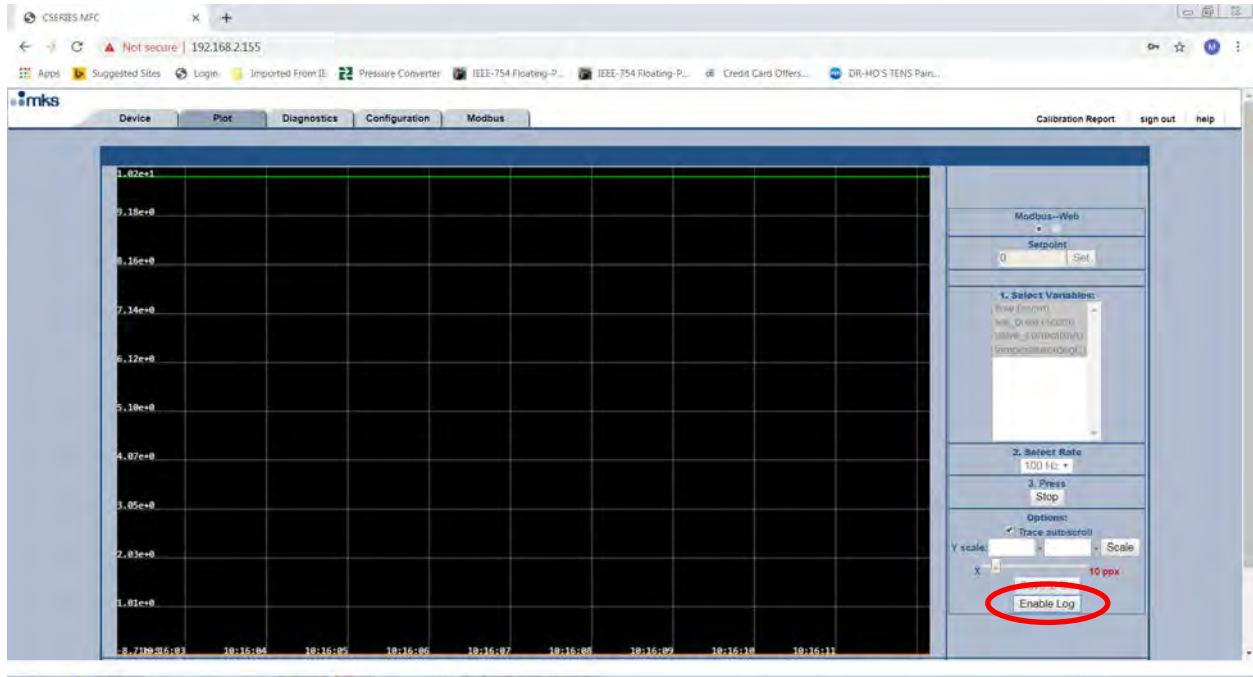 CSERIES MFC
Not secure | 192.168.2.155
Apps Suggested Sites Login Imported From IE Pressure Converter IEEE-754 Floating-P... IEEE-754 Floating-P... Credit Card Offers... DR-HO'S TENS Pain...
mks
Device Plot Diagnostics Configuration Modbus Calibration Report sign out help
1.02e+1
9.18e+0
8.16e+0
7.14e+0
6.12e+0
5.10e+0
4.07e+0
3.05e+0
2.03e+0
1.01e+0
10:16:04 10:16:05 10:16:06 10:16:07 10:16:08 10:16:09 10:16:10 10:16:11
Modbus--Web
Setpoint
0 Set
1. Select Variables:
2. Select Rate
100 Hz
3. Press
Stop
Options:
Trace autoscroll
Y scale: - - Scale
X 10 ppx
Enable Log